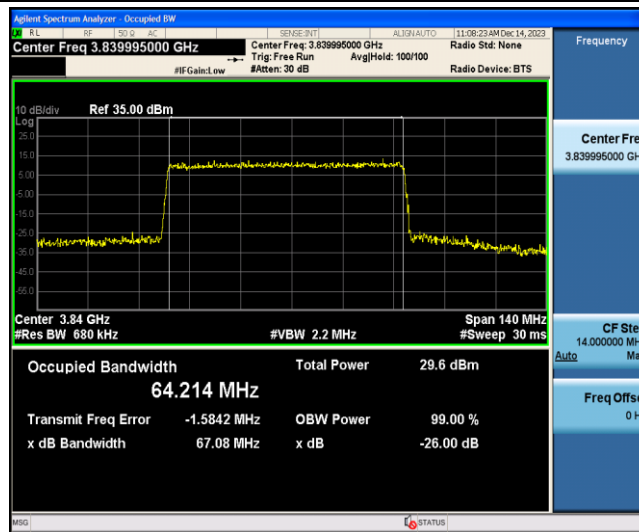 Agilent Spectrum Analyzer - Occupied BW
RL RF 50 Ω AC SENSE:INT ALIGN AUTO 11:08:23 AM Dec 14, 2023
Center Freq 3.839995000 GHz Center Freq: 3.839995000 GHz Radio Std: None
Trig: Free Run Avg|Hold: 100/100
#IFGain:Low #Atten: 30 dB Radio Device: BTS
10 dB/div Ref 35.00 dBm
Log
25.0
15.0
5.00
-5.00
-15.0
-25.0
-35.0
-45.0
-55.0
Center 3.84 GHz Span 140 MHz
#Res BW 680 kHz #VBW 2.2 MHz #Sweep 30 ms
Occupied Bandwidth Total Power 29.6 dBm
64.214 MHz
Transmit Freq Error -1.5842 MHz OBW Power 99.00 %
x dB Bandwidth 67.08 MHz x dB -26.00 dB
MSG STATUS
Frequency
Center Fre
3.839995000 GH
CF Ste
14.000000 MH
Auto Ma
Freq Offse
0 H